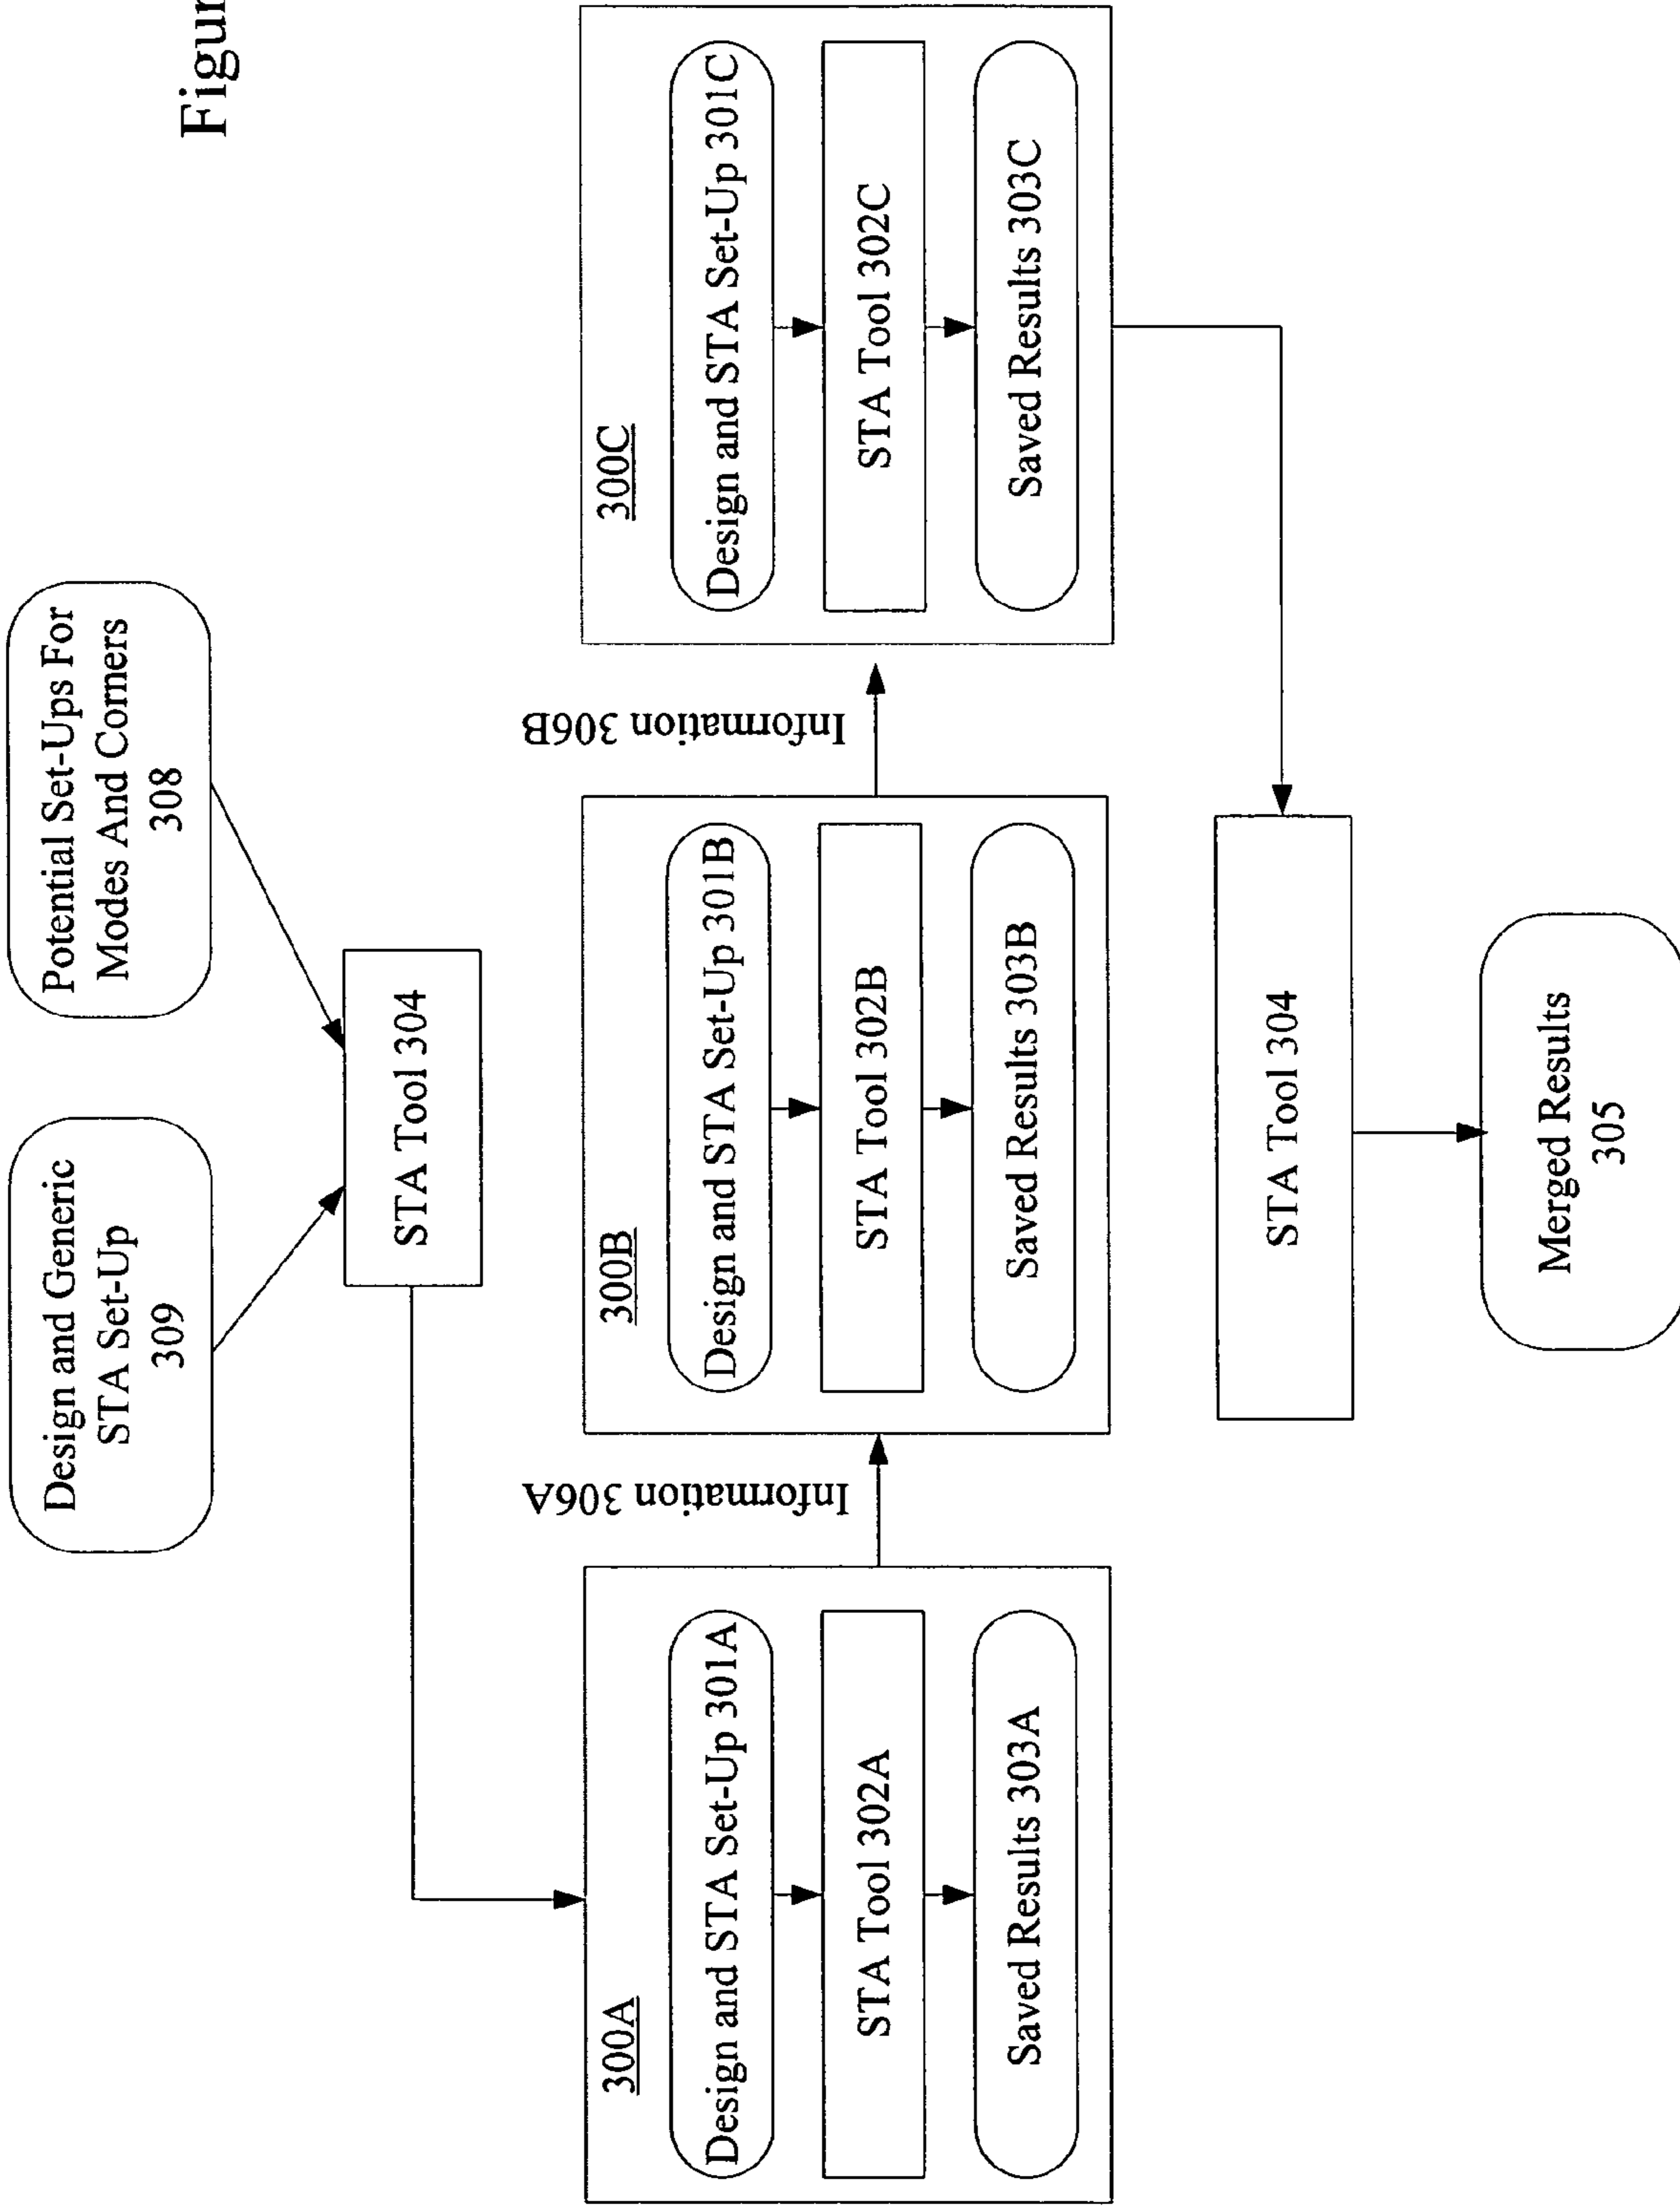 Figur
Design and Generic
STA Set-Up
309
Potential Set-Ups For
Modes And Corners
308
STA Tool 304
300A
Design and STA Set-Up 301A
STA Tool 302A
Saved Results 303A
Information 306A
300B
Design and STA Set-Up 301B
STA Tool 302B
Saved Results 303B
Information 306B
300C
Design and STA Set-Up 301C
STA Tool 302C
Saved Results 303C
STA Tool 304
Merged Results
305